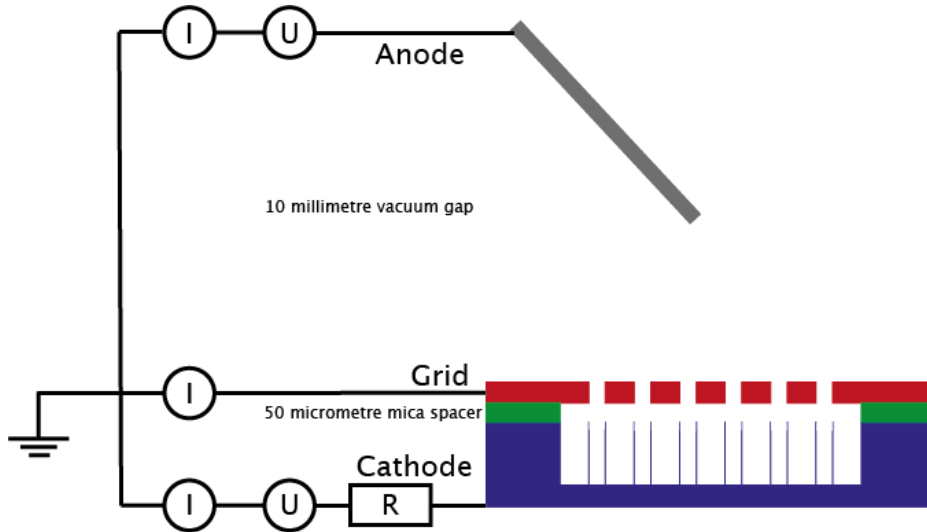 I U
Anode
10 millimetre vacuum gap
Grid
I
50 micrometre mica spacer
Cathode
I U R